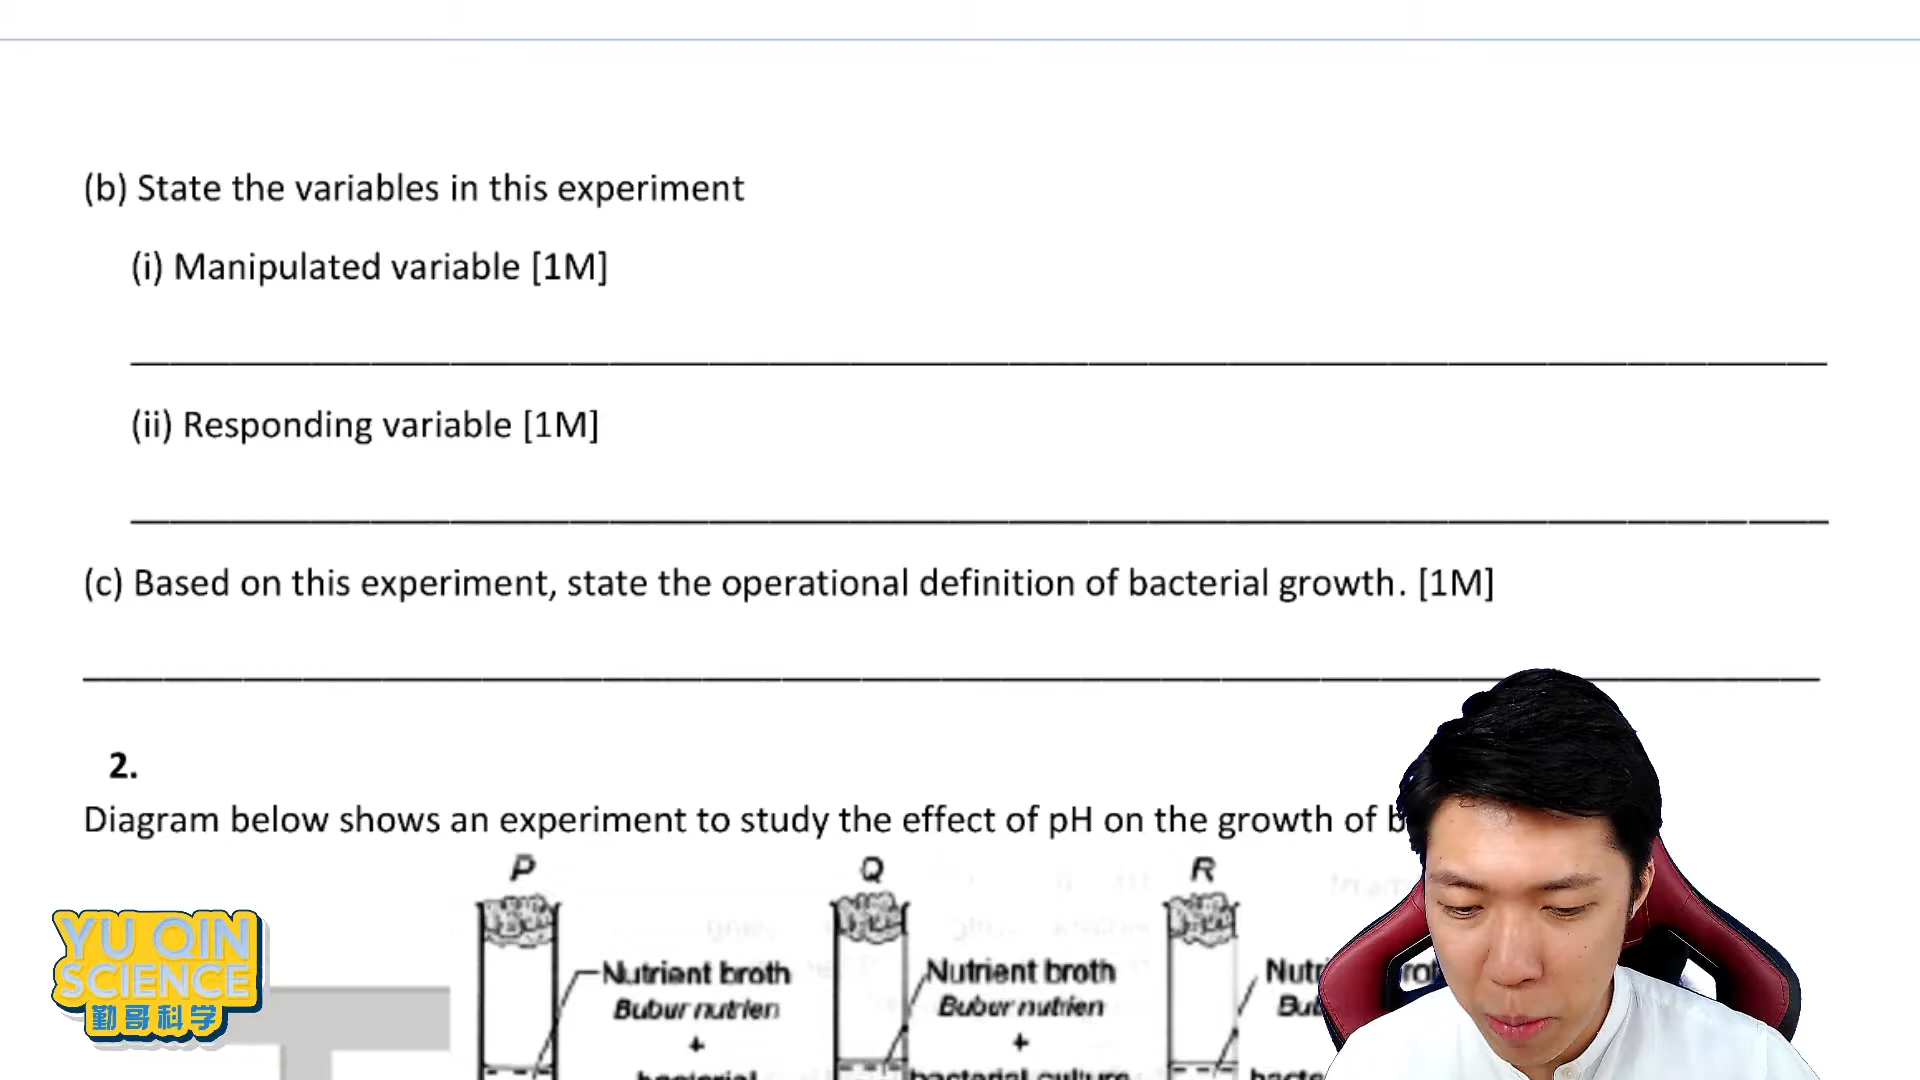 (b) State the variables in this experiment
(i) Manipulated variable [1M]
(ii) Responding variable [1M]
(c) Based on this experiment, state the operational definition of bacterial growth. [1M]
2.
Diagram below shows an experiment to study the effect of pH on the growth of
P Q R
Nutrient broth Nutrient broth
Bubur nutrien Bubur nutrien
+ +
bacterial bacterial culture
YU QIN
SCIENCE
勤哥科学